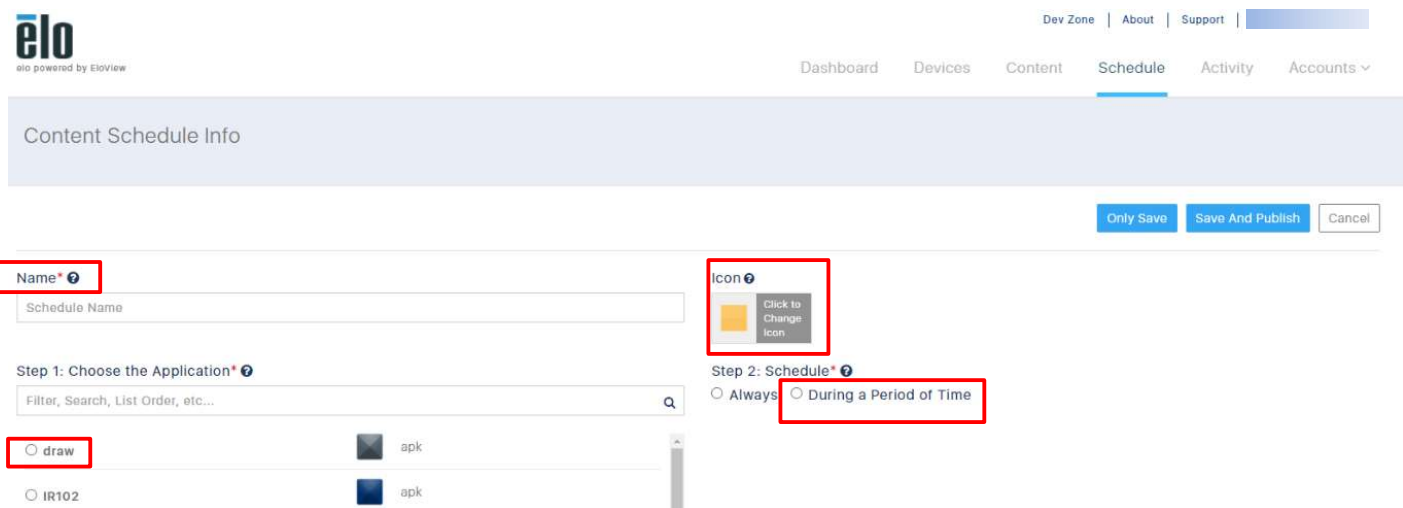 Dev Zone | About | Support |
ēlo
elo powered by EloView
Dashboard Devices Content Schedule Activity Accounts
Content Schedule Info
Only Save Save And Publish Cancel
Name* ?
Icon ?
Schedule Name
Click to
Change
Icon
Step 1: Choose the Application* ?
Step 2: Schedule* ?
Filter, Search, List Order, etc...
Always During a Period of Time
draw apk
IR102 apk